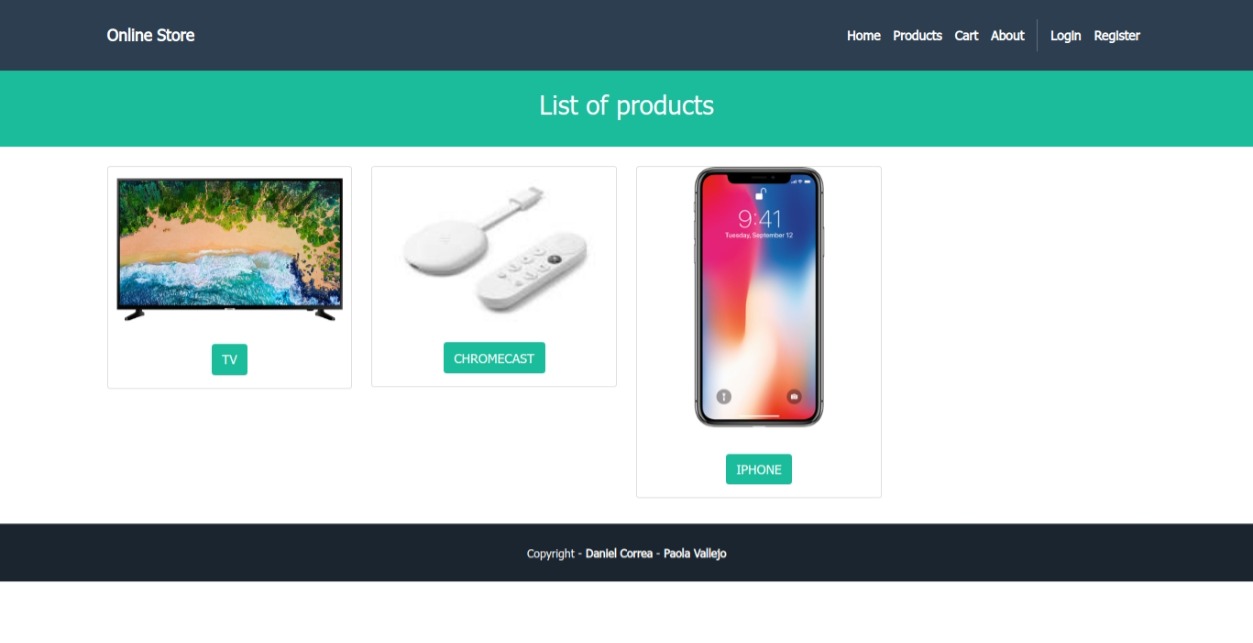 Online Store
Home Products Cart About Login Register
List of products
9:41
Tuesday, September 12
TV
CHROMECAST
IPHONE
Copyright - Daniel Correa - Paola Vallejo